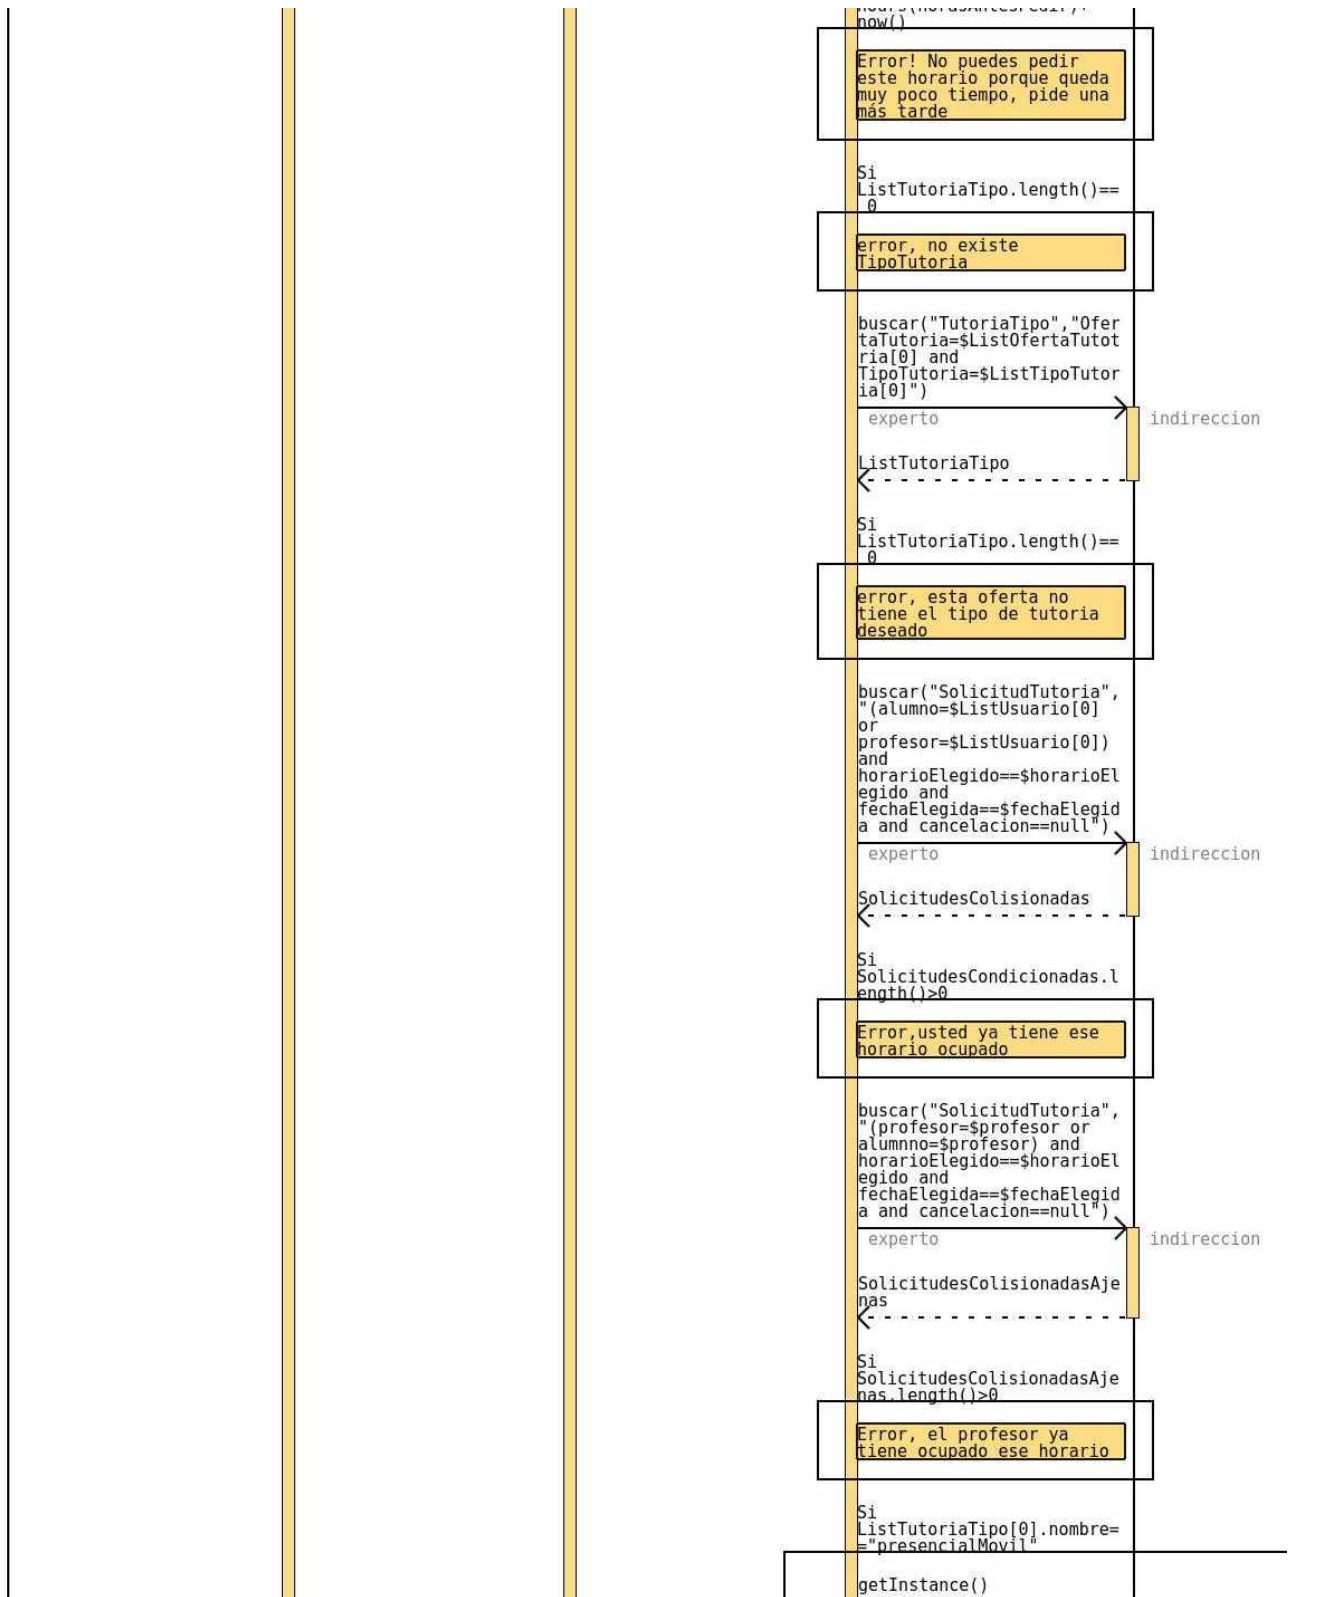 now()
Error! No puedes pedir
este horario porque queda
muy poco tiempo, pide una
más tarde
Si
ListTutoriaTipo.length()==
0
error, no existe
TipoTutoria
buscar("TutoriaTipo","Ofer
taTutoria=$ListOfertaTutot
ria[0] and
TipoTutoria=$ListTipoTutor
ia[0]")
experto indireccion
ListTutoriaTipo
Si
ListTutoriaTipo.length()==
0
error, esta oferta no
tiene el tipo de tutoria
deseado
buscar("SolicitudTutoria",
"(alumno=$ListUsuario[0]
or
profesor=$ListUsuario[0])
and
horarioElegido==$horarioEl
egido and
fechaElegida==$fechaElegid
a and cancelacion==null")
experto indireccion
SolicitudesColisionadas
Si
SolicitudesCondicionadas.l
ength()>0
Error,usted ya tiene ese
horario ocupado
buscar("SolicitudTutoria",
"(profesor=$profesor or
alumnno=$profesor) and
horarioElegido==$horarioEl
egido and
fechaElegida==$fechaElegid
a and cancelacion==null")
experto indireccion
SolicitudesColisionadasAje
nas
Si
SolicitudesColisionadasAje
nas.length()>0
Error, el profesor ya
tiene ocupado ese horario
Si
ListTutoriaTipo[0].nombre=
="presencialMovil"
getInstance()